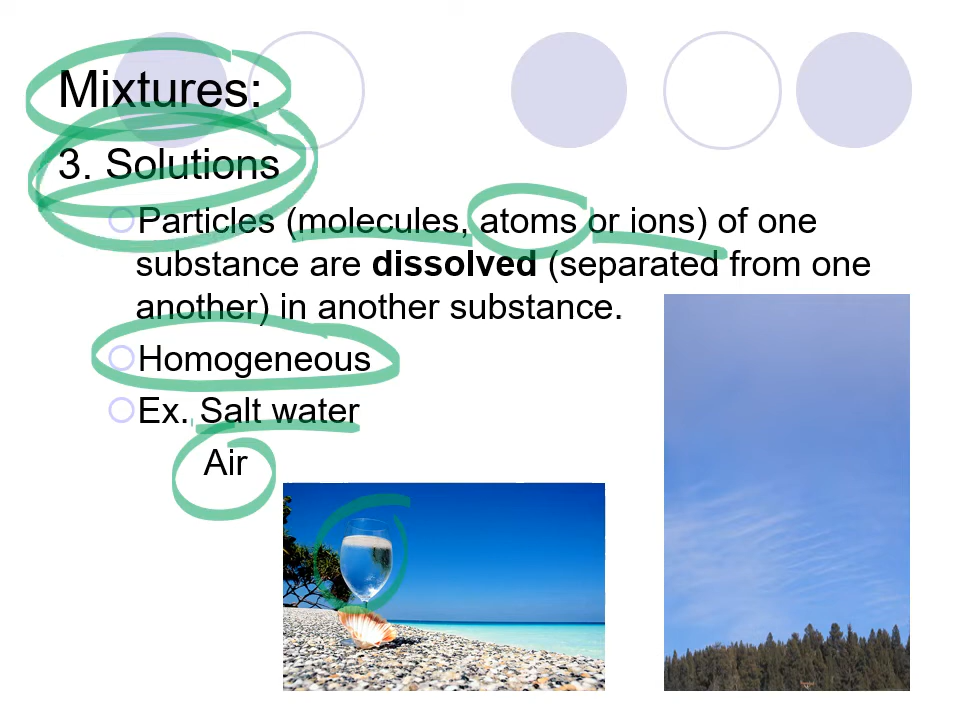 Mixtures:
3. Solutions
Particles (molecules, atoms or ions) of one
substance are dissolved (separated from one
another) in another substance.
Homogeneous
Ex. Salt water
Air